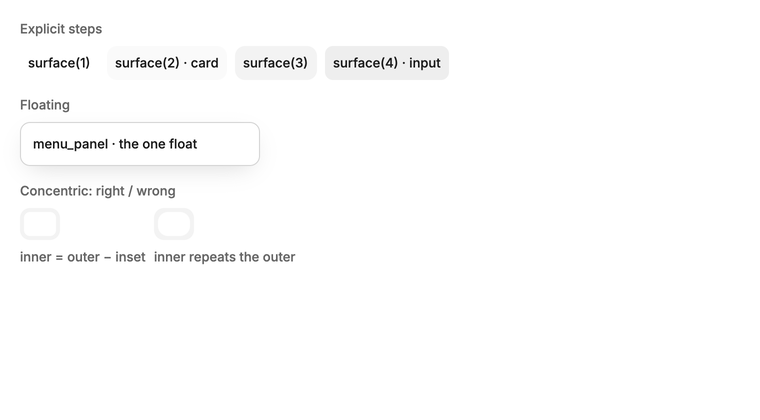 Explicit steps
surface(1) surface(2) · card surface(3) surface(4) · input
Floating
menu_panel · the one float
Concentric: right / wrong
inner = outer − inset inner repeats the outer